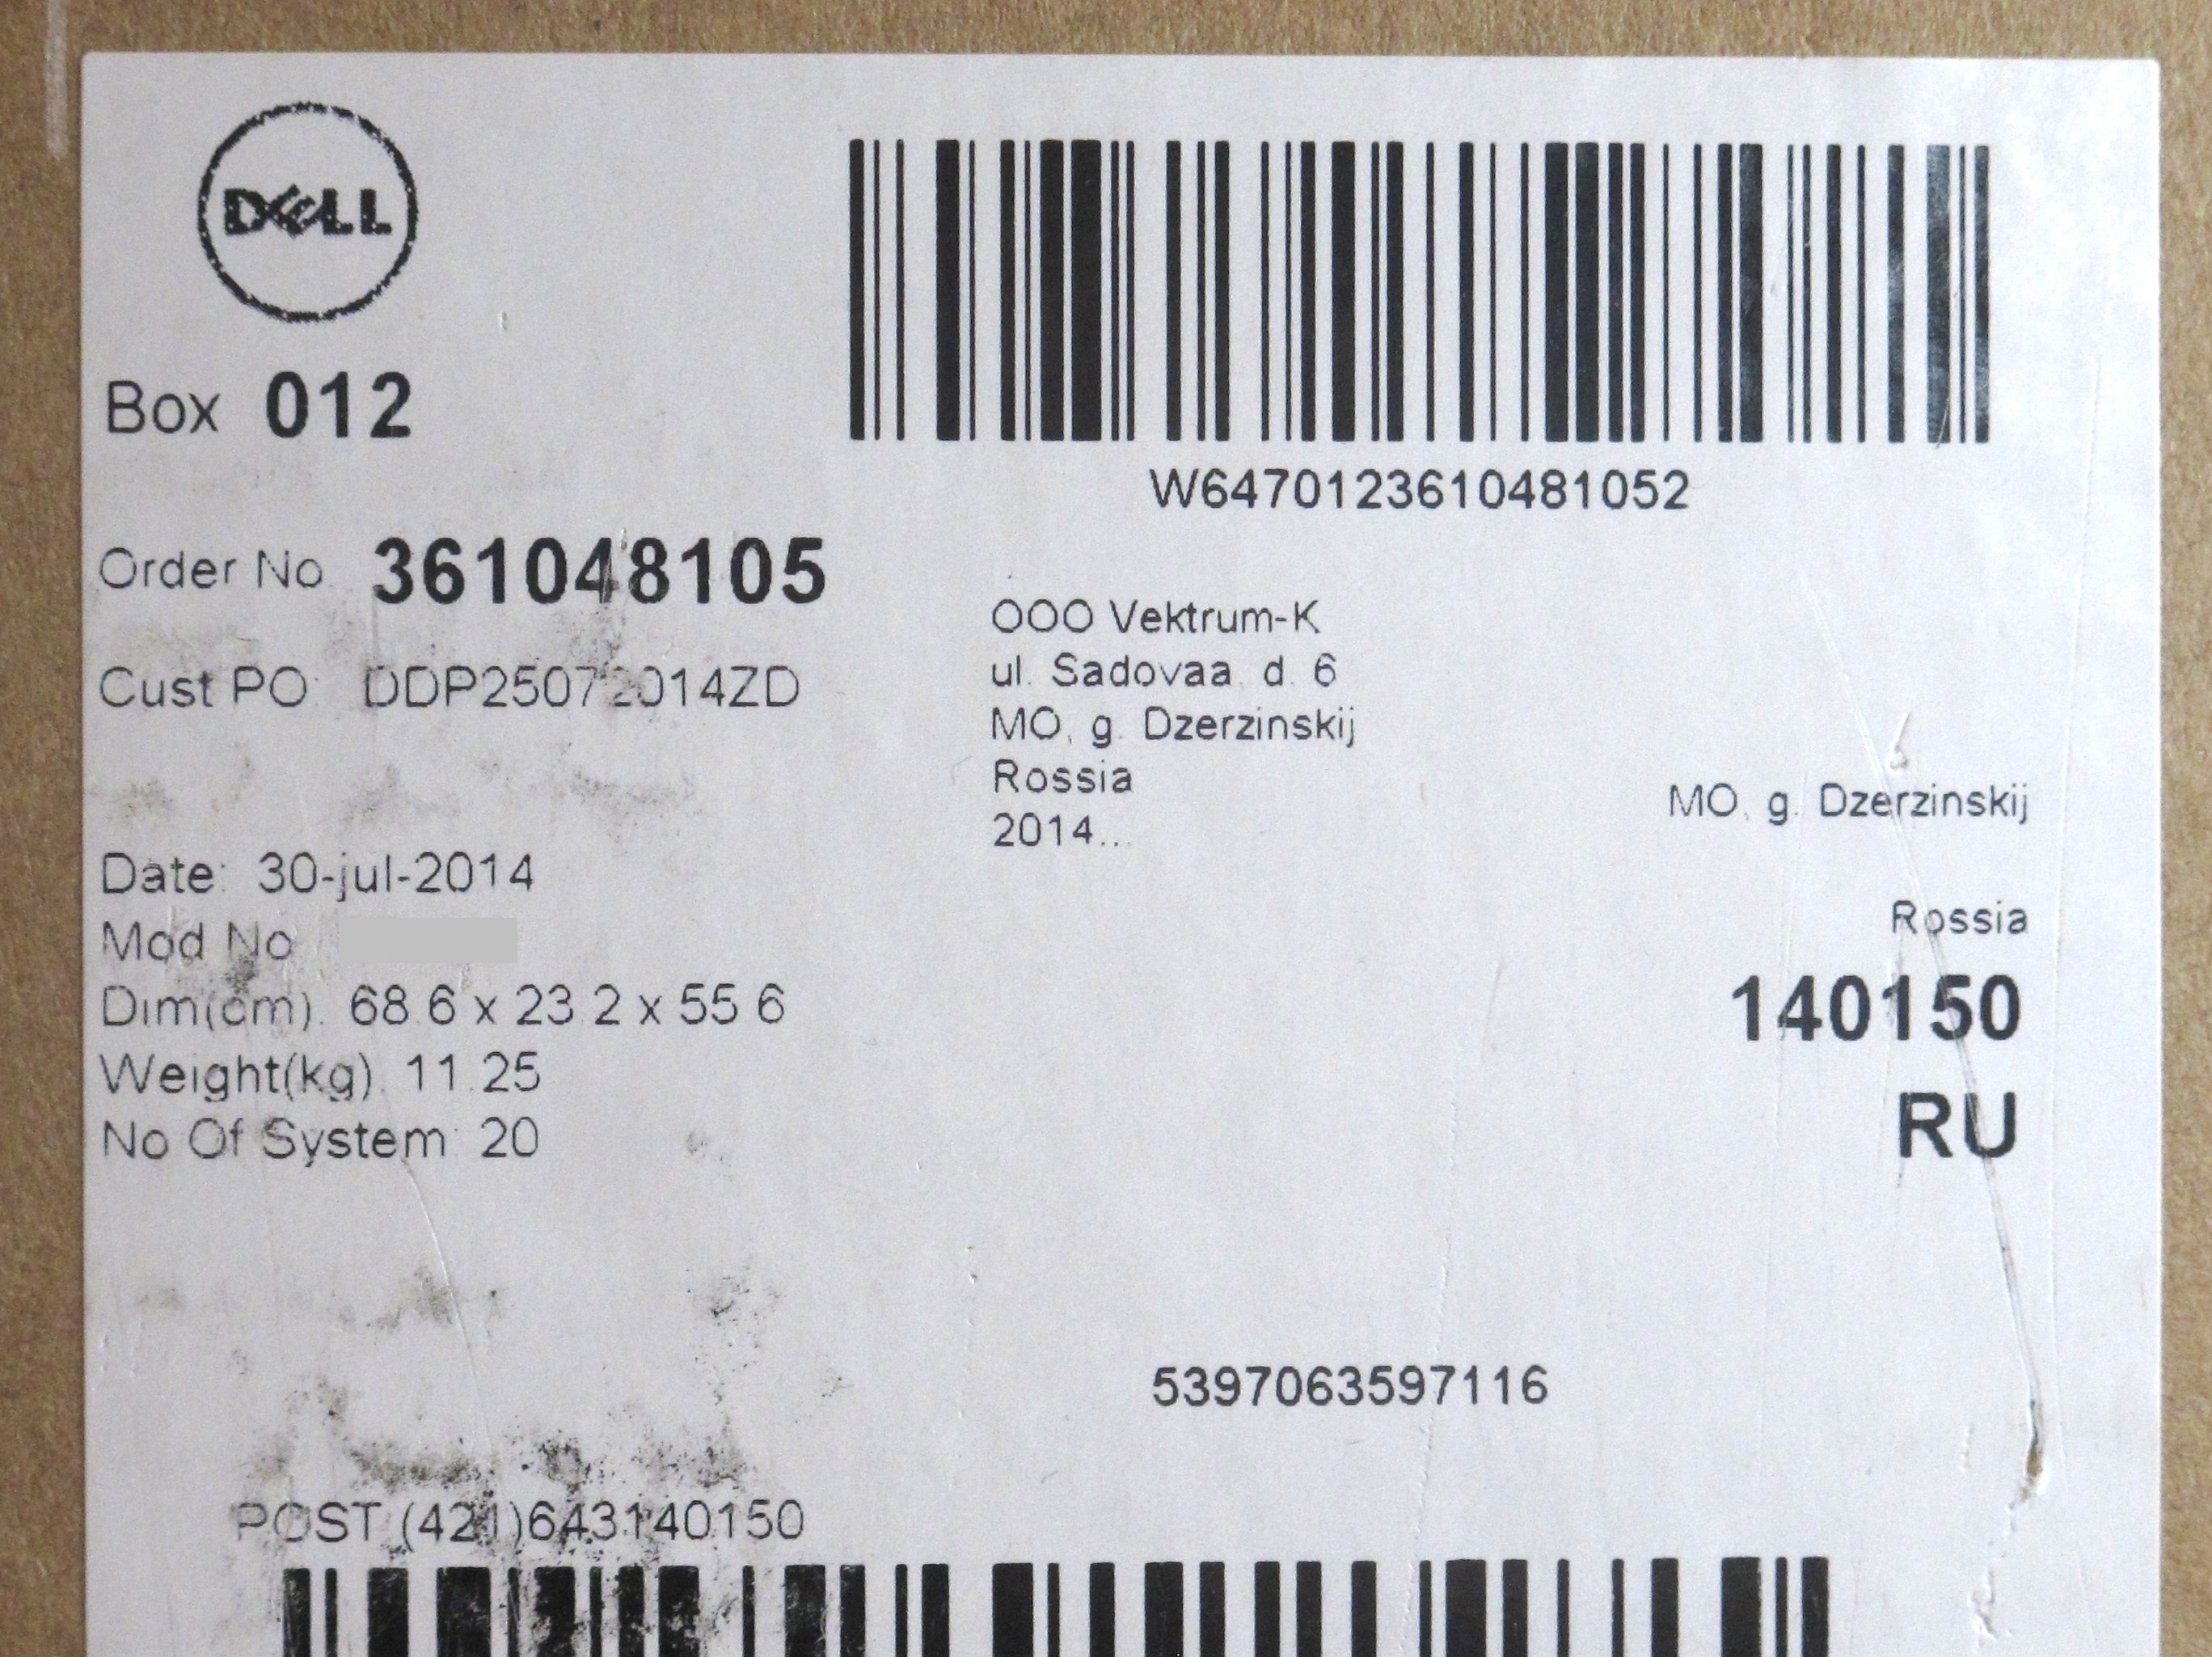 DELL
Box 012
W6470123610481052
Order No 361048105
Cust PO: DDP25072014ZD
OOO Vektrum-K
ul. Sadovaa. d. 6
MO, g. Dzerzinskij
Rossia
2014...
MO, g. Dzerzinskij
Rossia
140150
RU
Date: 30-jul-2014
Mod No
Dim(cm). 68.6 x 23.2 x 55.6
Weight(kg). 11.25
No Of System: 20
5397063597116
POST (421)643140150